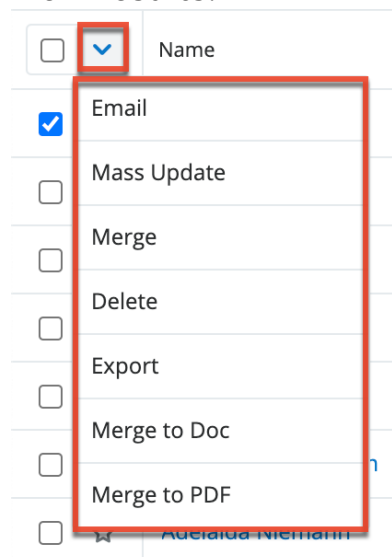 Name
Email
Mass Update
Merge
Delete
Export
Merge to Doc
n
Merge to PDF
Adelaida Niemann